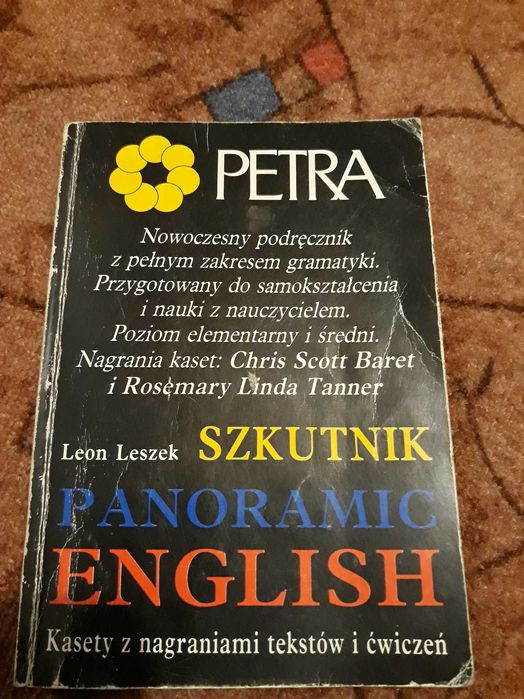 PETRA
Nowoczesny podręcznik
z pełnym zakresem gramatyki.
Przygotowany do samokształcenia
i nauki z nauczycielem.
Poziom elementarny i średni.
Nagrania kaset: Chris Scott Baret
i Rosemary Linda Tanner
Leon Leszek SZKUTNIK
PANORAMIC
ENGLISH
Kasety z nagraniami tekstów i ćwiczeń